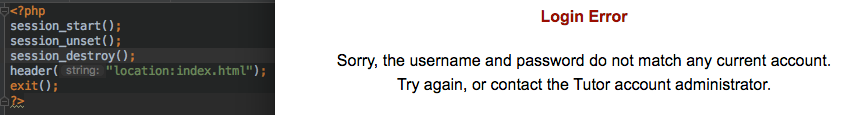 <?php
session_start();
session_unset();
session_destroy();
header( string: "location:index.html");
exit();
?>
Login Error
Sorry, the username and password do not match any current account.
Try again, or contact the Tutor account administrator.